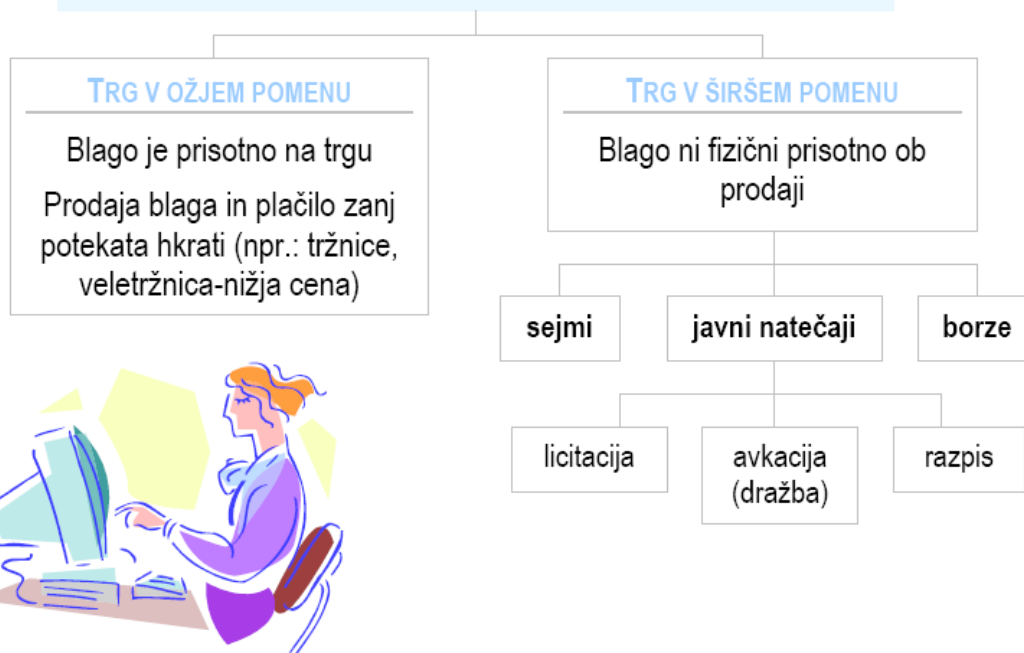 TRG V OŽJEM POMENU
Blago je prisotno na trgu
Prodaja blaga in plačilo zanj
potekata hkrati (npr.: tržnice,
veletržnica-nižja cena)
TRG V ŠIRŠEM POMENU
Blago ni fizični prisotno ob
prodaji
sejmi
javni natečaji
borze
licitacija
avkacija
(dražba)
razpis